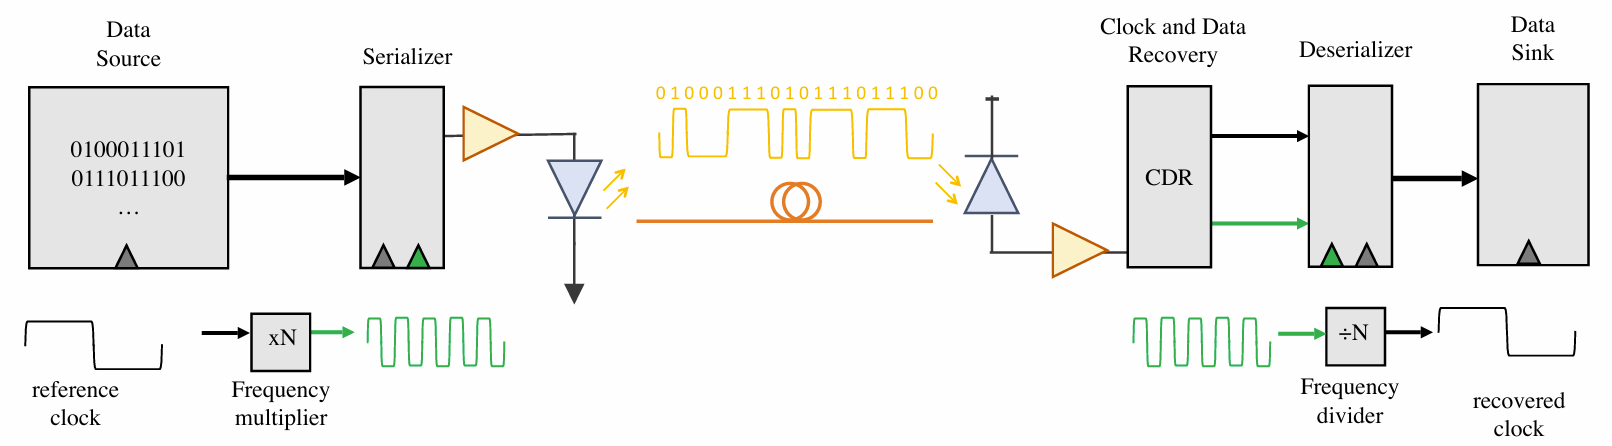 Data
Source
Serializer
Clock and Data
Recovery
Deserializer
Data
Sink
0100011101
0111011100
...
01000111010111011100
CDR
xN
÷N
reference
clock
Frequency
multiplier
Frequency
divider
recovered
clock